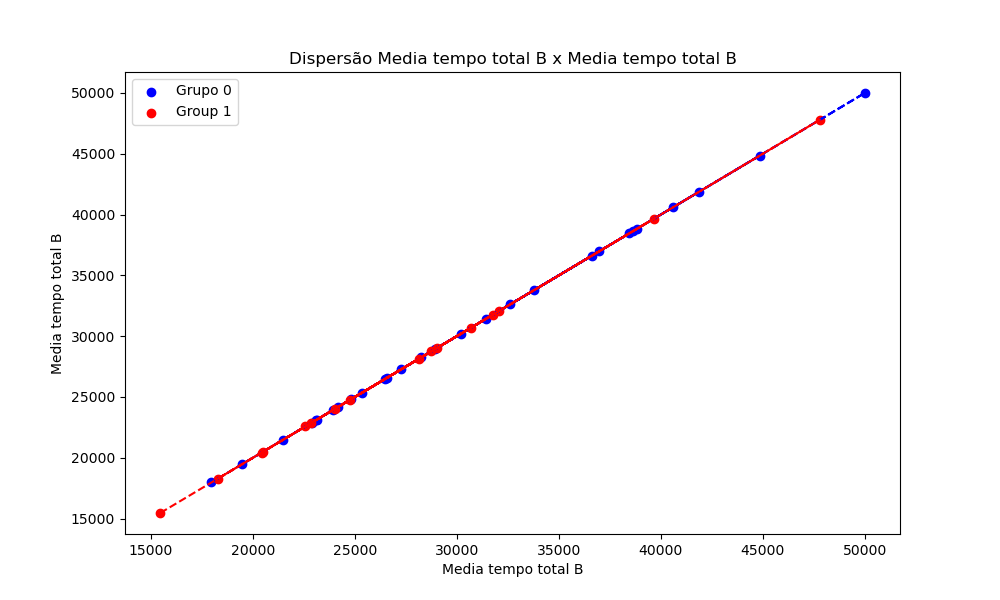 Dispersão Media tempo total B x Media tempo total B
Grupo 0
Group 1
50000
45000
40000
35000
30000
25000
20000
15000
Media tempo total B
15000 20000 25000 30000 35000 40000 45000 50000
Media tempo total B